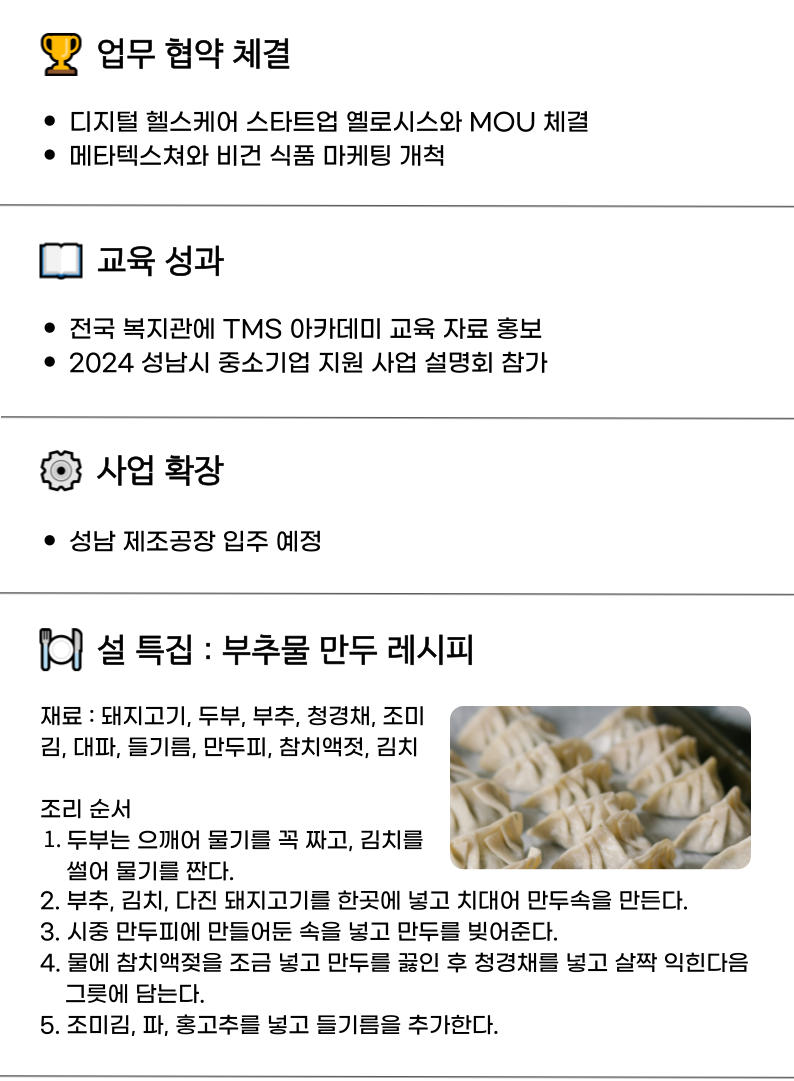 업무 협약 체결
• 디지털 헬스케어 스타트업 옐로시스와 MOU 체결
• 메타텍스쳐와 비건 식품 마케팅 개척
교육 성과
• 전국 복지관에 TMS 아카데미 교육 자료 홍보
• 2024 성남시 중소기업 지원 사업 설명회 참가
사업 확장
• 성남 제조공장 입주 예정
설 특집 : 부추물 만두 레시피
재료 : 돼지고기, 두부, 부추, 청경채, 조미
김, 대파, 들기름, 만두피, 참치액젓, 김치
조리 순서
1. 두부는 으깨어 물기를 꼭 짜고, 김치를
썰어 물기를 짠다.
2. 부추, 김치, 다진 돼지고기를 한곳에 넣고 치대어 만두속을 만든다.
3. 시중 만두피에 만들어둔 속을 넣고 만두를 빚어준다.
4. 물에 참치액젖을 조금 넣고 만두를 끓인 후 청경채를 넣고 살짝 익힌다음
그릇에 담는다.
5. 조미김, 파, 홍고추를 넣고 들기름을 추가한다.